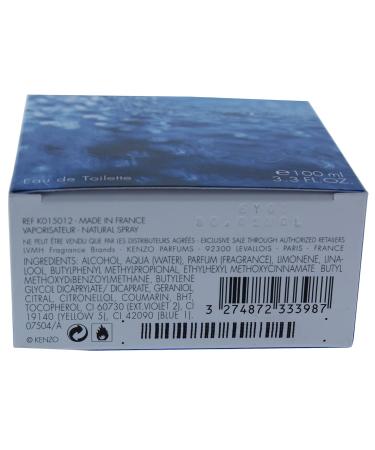 Eau de Toilette
℮ 100 ml
3.3 FL.OZ.
REF K015012 - MADE IN FRANCE
VAPORISATEUR - NATURAL SPRAY
NE PEUT ÊTRE VENDU QUE PAR LES DISTRIBUTEURS AGRÉÉS - EXCLUSIVE SALE THROUGH AUTHORIZED RETAILERS
LVMH Fragrance Brands - KENZO PARFUMS - 92300 LEVALLOIS - PARIS - FRANCE
INGREDIENTS: ALCOHOL, AQUA (WATER), PARFUM (FRAGRANCE), LIMONENE, LINA-
LOOL, BUTYLPHENYL METHYLPROPIONAL, ETHYLHEXYL METHOXYCINNAMATE, BUTYL
METHOXYDIBENZOYLMETHANE, BUTYLENE
GLYCOL DICAPRYLATE/ DICAPRATE, GERANIOL
CITRAL, CITRONELLOL, COUMARIN, BHT,
TOCOPHEROL, CI 60730 (EXT.VIOLET 2), CI
19140 (YELLOW 5), CI 42090 (BLUE 1).
07504/A
© KENZO
3 274872 333987